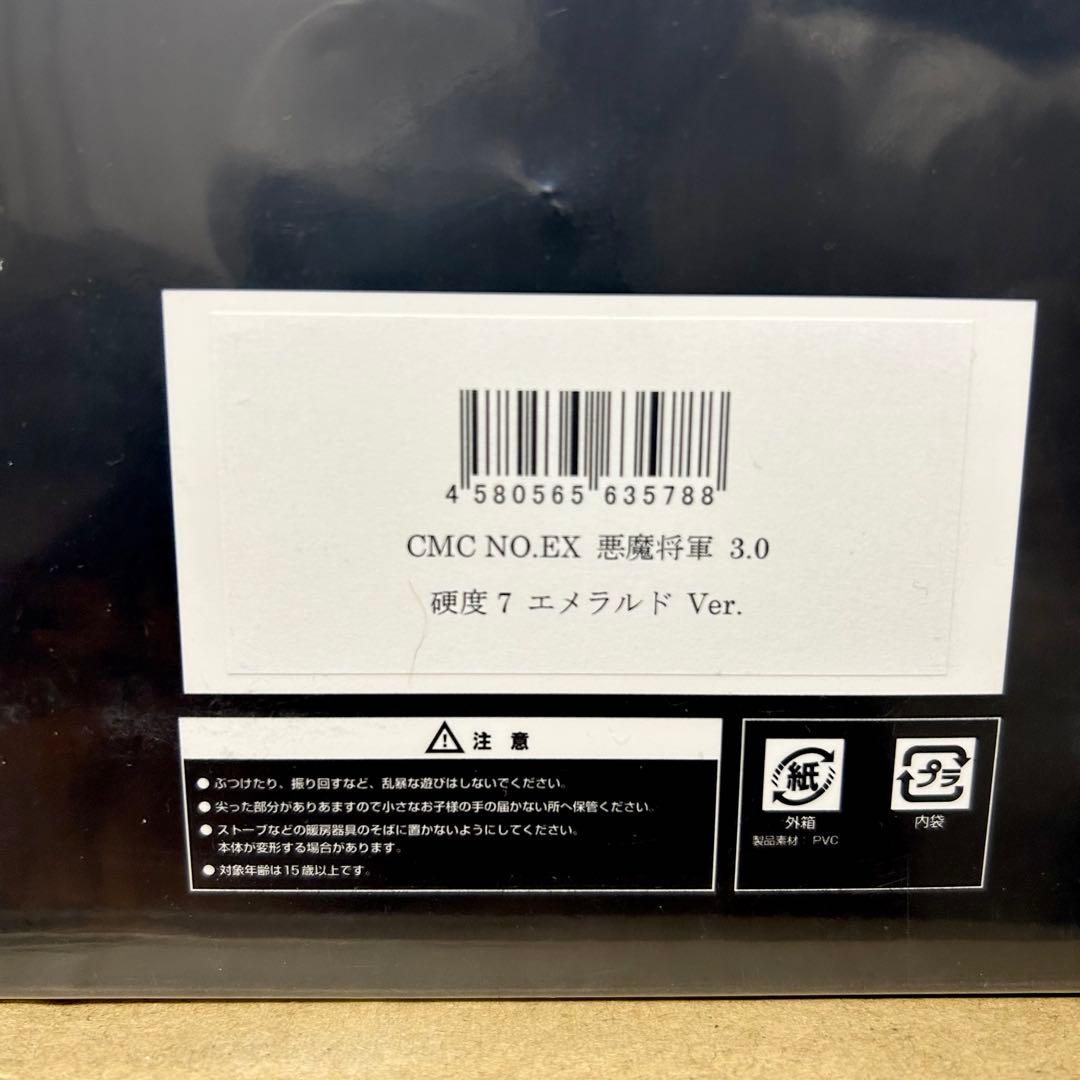 4 580565 635788
CMC NO.EX 悪魔将軍 3.0
硬度7 エメラルド Ver.
注意
● ぶつけたり、振り回すなど、乱暴な遊びはしないでください。
● 尖った部分がありあますので小さなお子様の手の届かない所へ保管ください。
● ストーブなどの暖房器具のそばに置かないようにしてください。
本体が変形する場合があります。
● 対象年齢は15歳以上です。
紙
外箱
プラ
内袋
製品素材: PVC